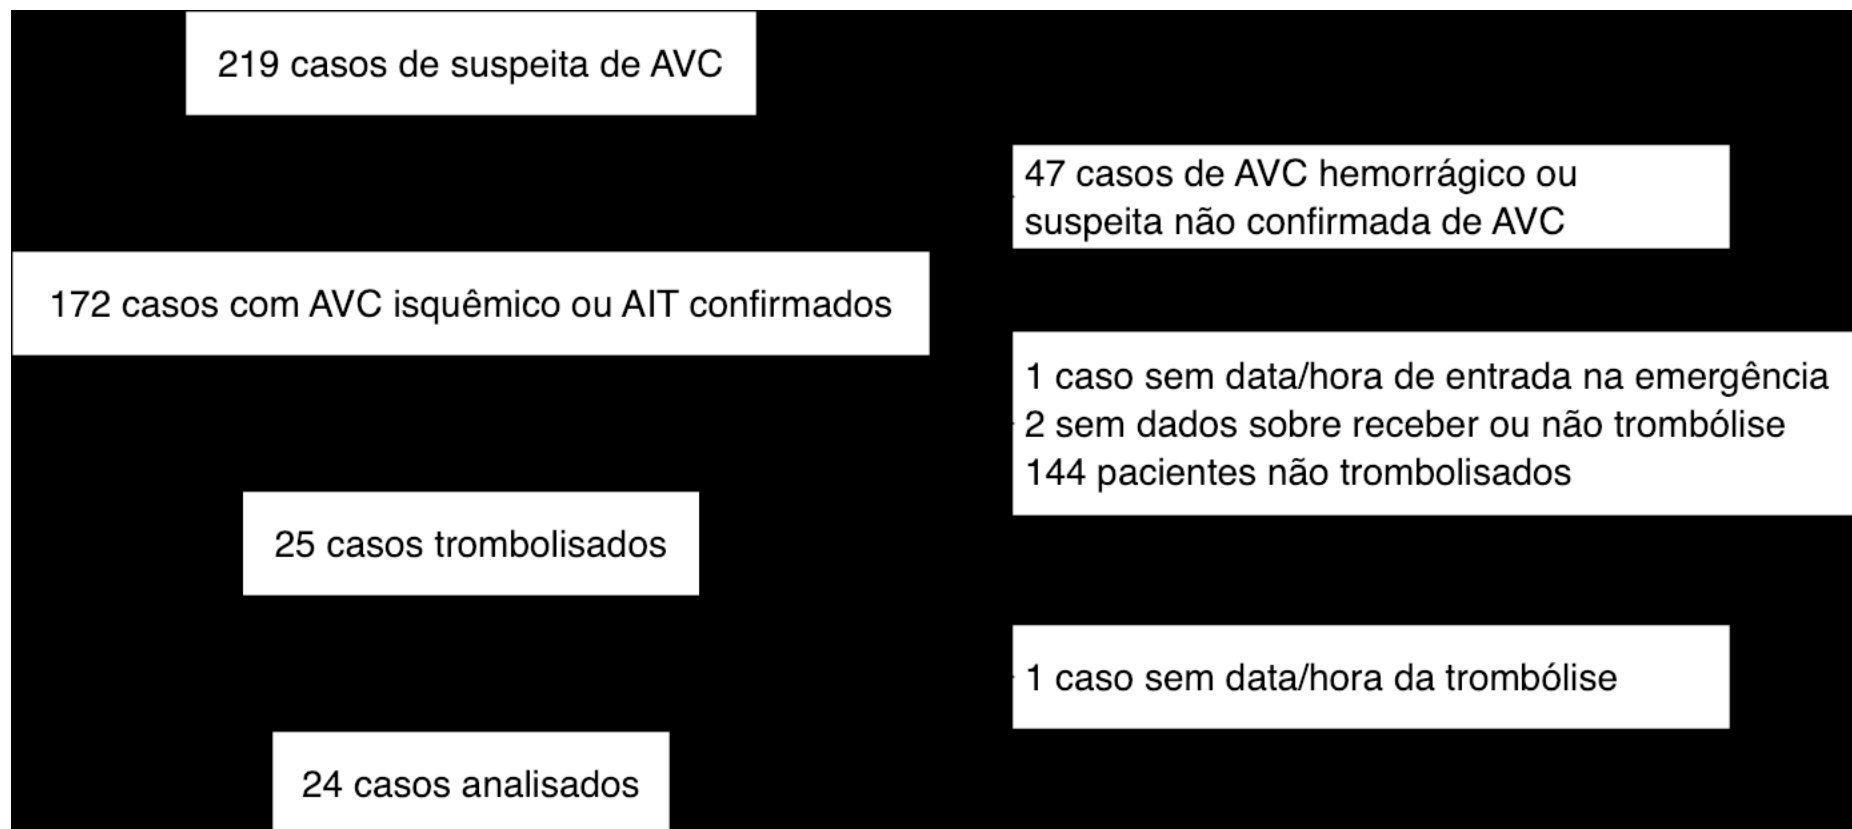 219 casos de suspeita de AVC
47 casos de AVC hemorrágico ou
suspeita não confirmada de AVC
172 casos com AVC isquêmico ou AIT confirmados
1 caso sem data/hora de entrada na emergência
2 sem dados sobre receber ou não trombólise
144 pacientes não trombolisados
25 casos trombolisados
1 caso sem data/hora da trombólise
24 casos analisados